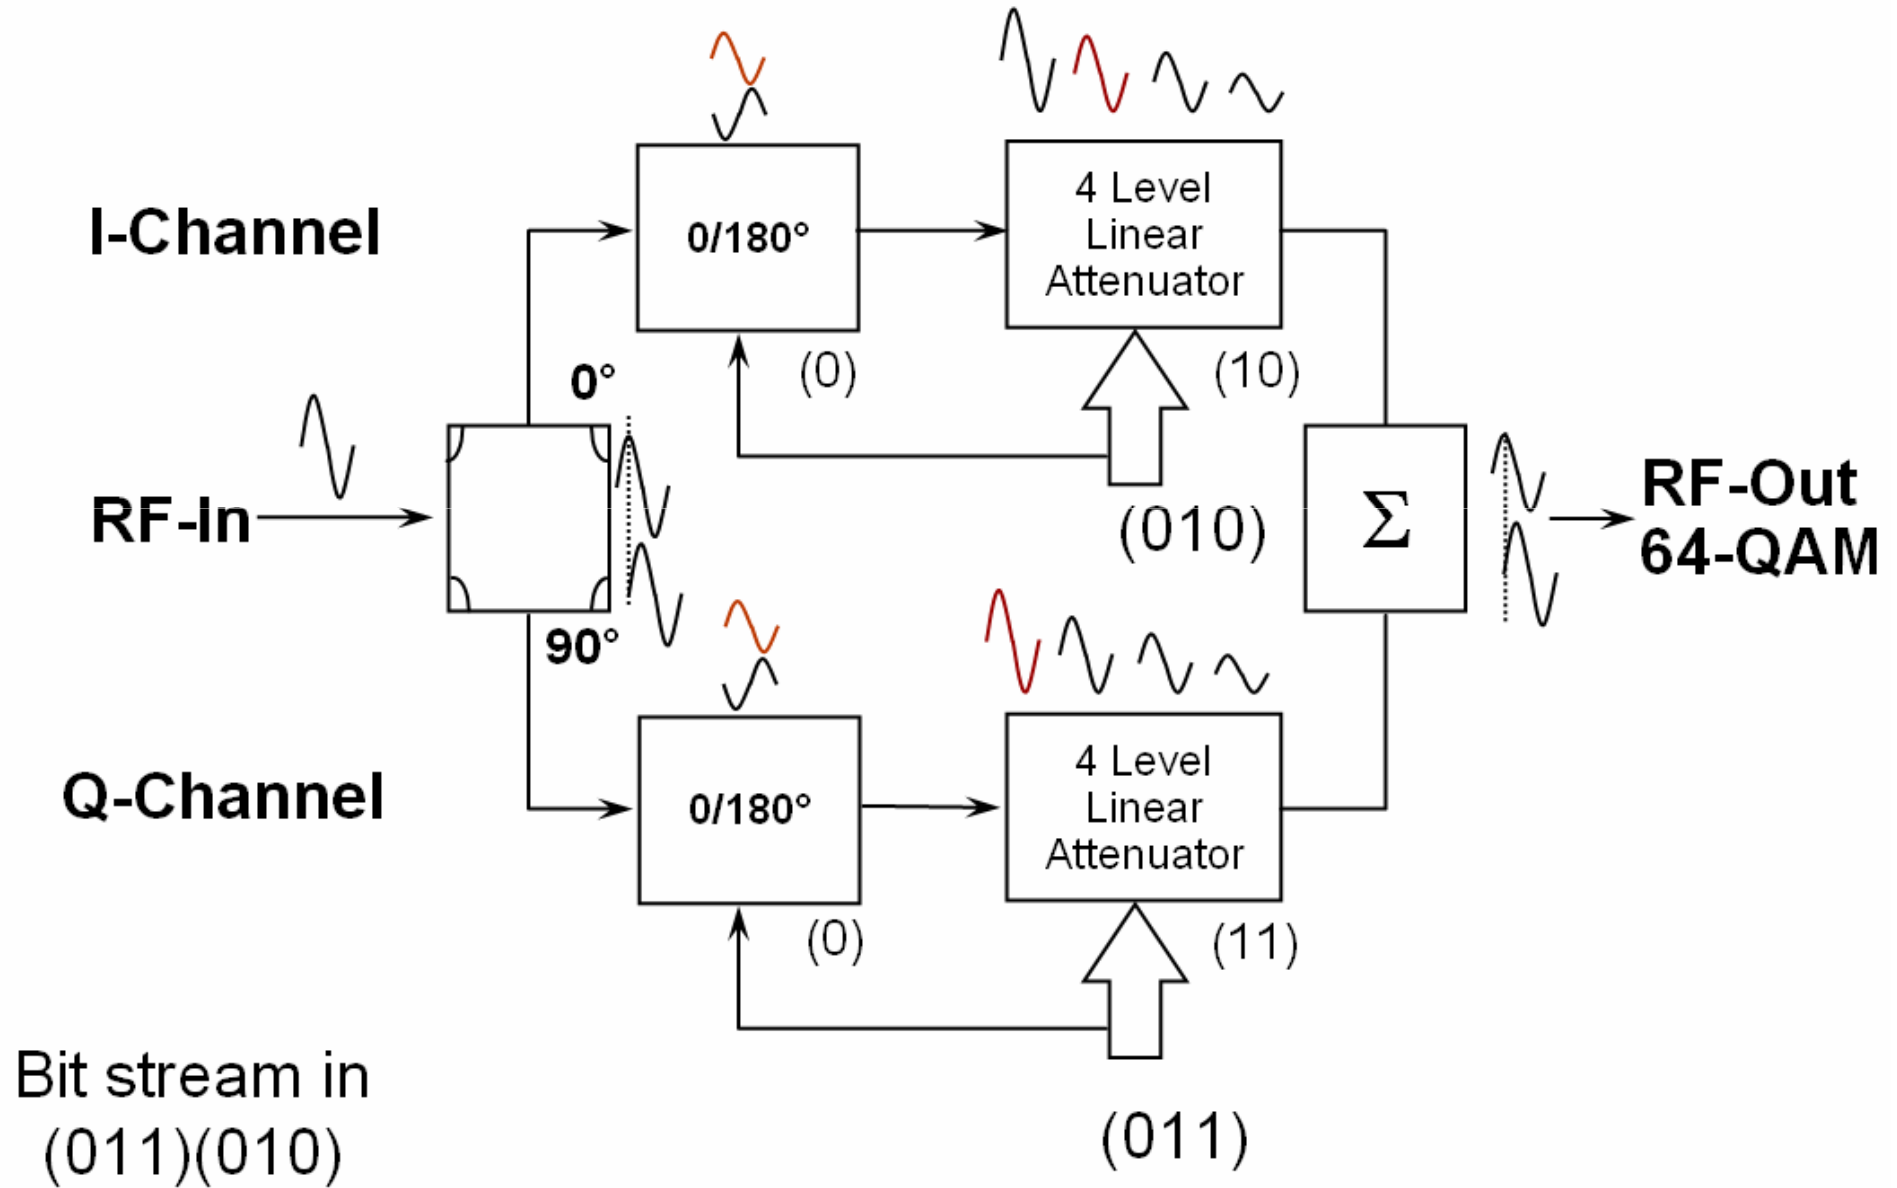 I-Channel
0/180°
4 Level
Linear
Attenuator
(0)
(10)
0°
(010)
RF-In
Σ
RF-Out
64-QAM
90°
Q-Channel
0/180°
4 Level
Linear
Attenuator
(0)
(11)
Bit stream in
(011)(010)
(011)